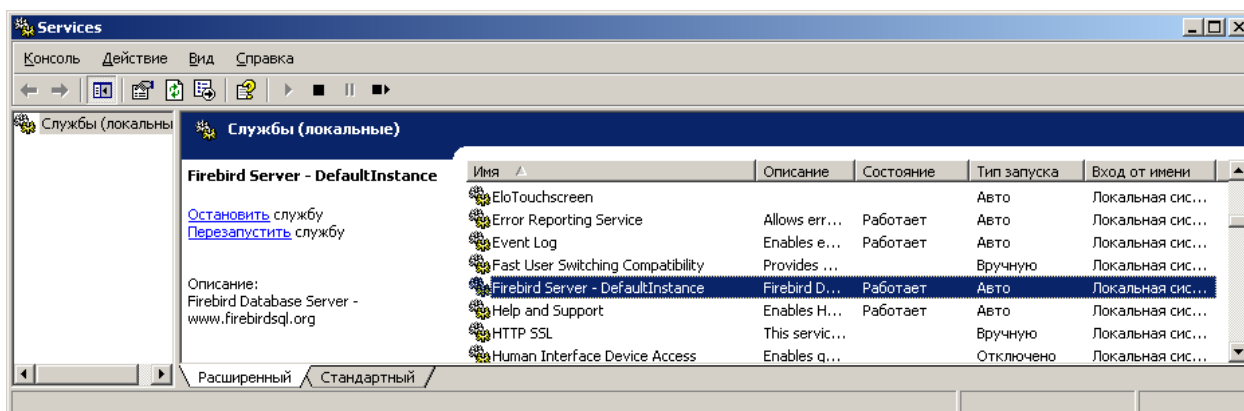 Services
Консоль Действие Вид Справка
Службы (локальны
Службы (локальные)
Firebird Server - DefaultInstance
Остановить службу
Перезапустить службу
Описание:
Firebird Database Server -
www.firebirdsql.org
Имя Описание Состояние Тип запуска Вход от имени
EloTouchscreen Авто Локальная сис...
Error Reporting Service Allows err... Работает Авто Локальная сис...
Event Log Enables e... Работает Авто Локальная сис...
Fast User Switching Compatibility Provides ... Вручную Локальная сис...
Firebird Server - DefaultInstance Firebird D... Работает Авто Локальная сис...
Help and Support Enables H... Работает Авто Локальная сис...
HTTP SSL This servic... Вручную Локальная сис...
Human Interface Device Access Enables g... Отключено Локальная сис...
Расширенный Стандартный